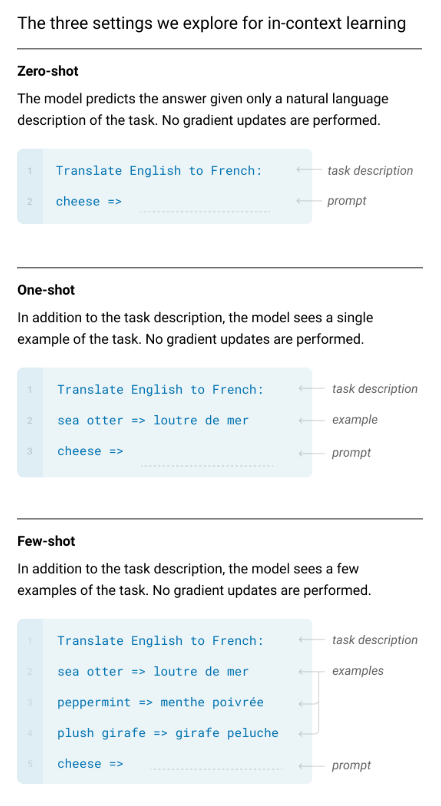 The three settings we explore for in-context learning
Zero-shot
The model predicts the answer given only a natural language
description of the task. No gradient updates are performed.
1 Translate English to French: task description
2 cheese => prompt
One-shot
In addition to the task description, the model sees a single
example of the task. No gradient updates are performed.
1 Translate English to French: task description
2 sea otter => loutre de mer example
3 cheese => prompt
Few-shot
In addition to the task description, the model sees a few
examples of the task. No gradient updates are performed.
1 Translate English to French: task description
2 sea otter => loutre de mer examples
3 peppermint => menthe poivrée
4 plush girafe => girafe peluche
5 cheese => prompt